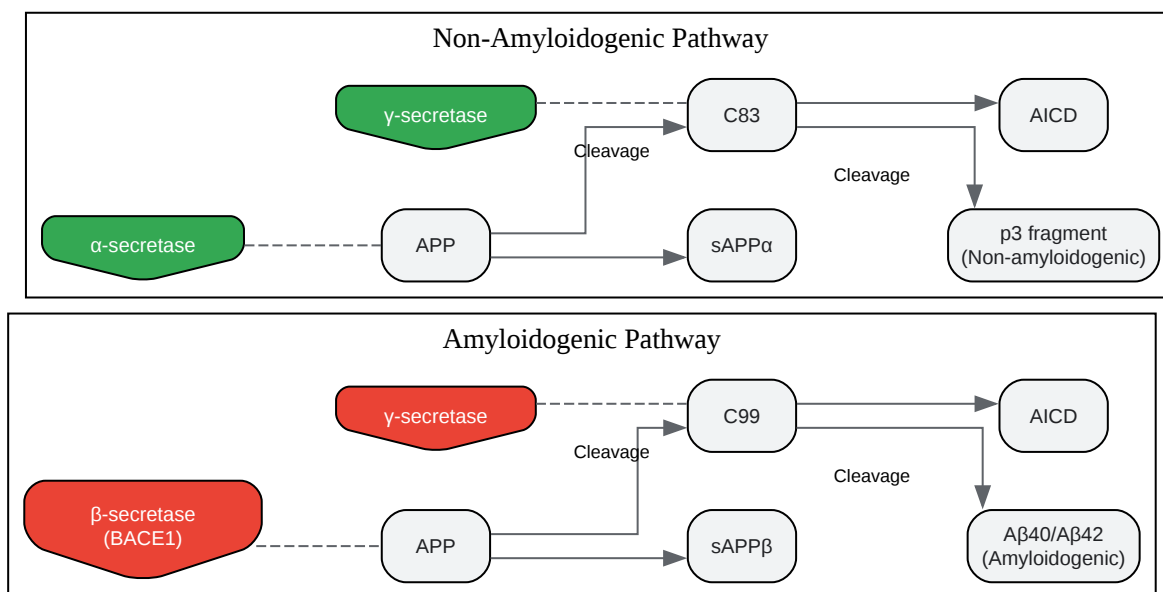 Non-Amyloidogenic Pathway
γ-secretase
C83
AICD
Cleavage
Cleavage
α-secretase
APP
sAPPα
p3 fragment
(Non-amyloidogenic)
Amyloidogenic Pathway
γ-secretase
C99
AICD
Cleavage
Cleavage
β-secretase
(BACE1)
APP
sAPPβ
Aβ40/Aβ42
(Amyloidogenic)